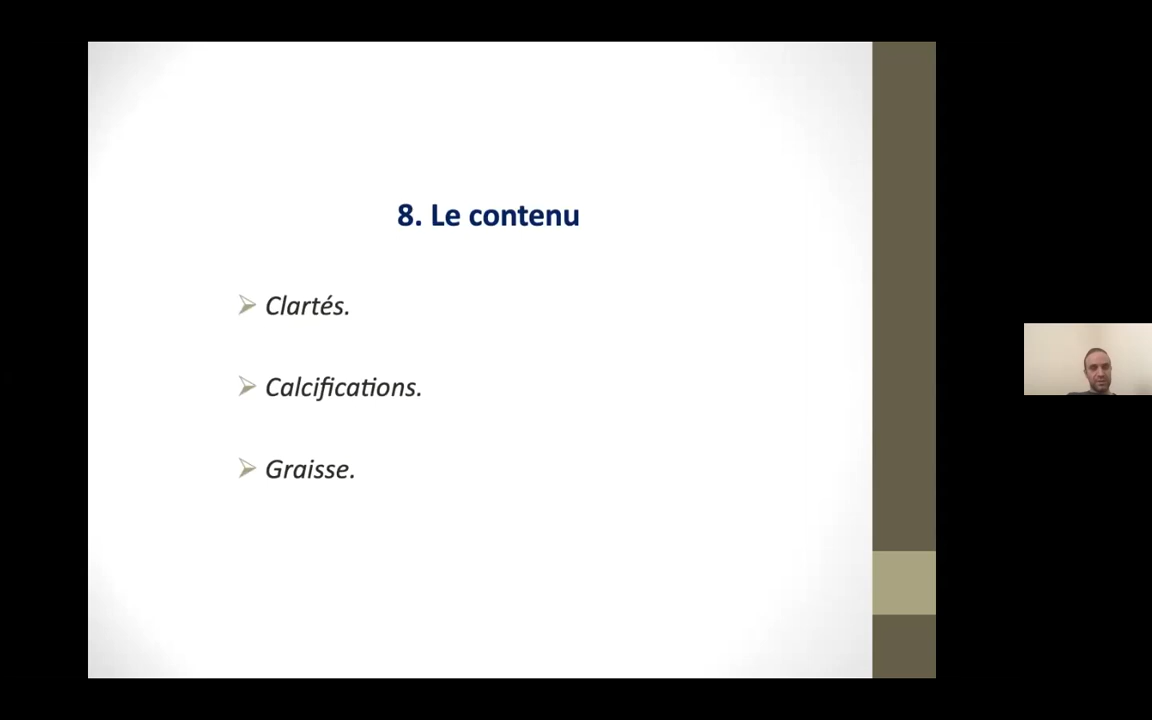 8. Le contenu
Clartés.
Calcifications.
Graisse.